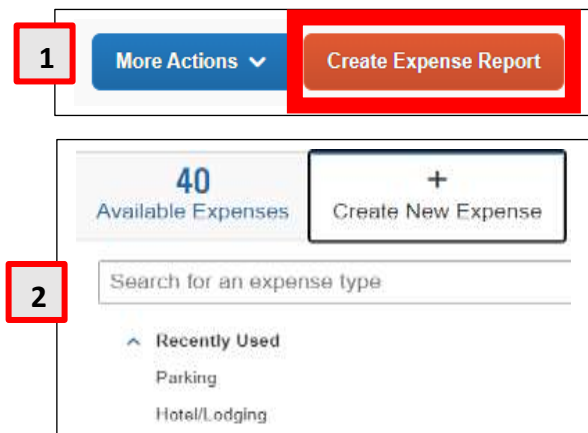 1
More Actions Create Expense Report
40 +
Available Expenses Create New Expense
2
Search for an expense type
Recently Used
Parking
Hotel/Lodging